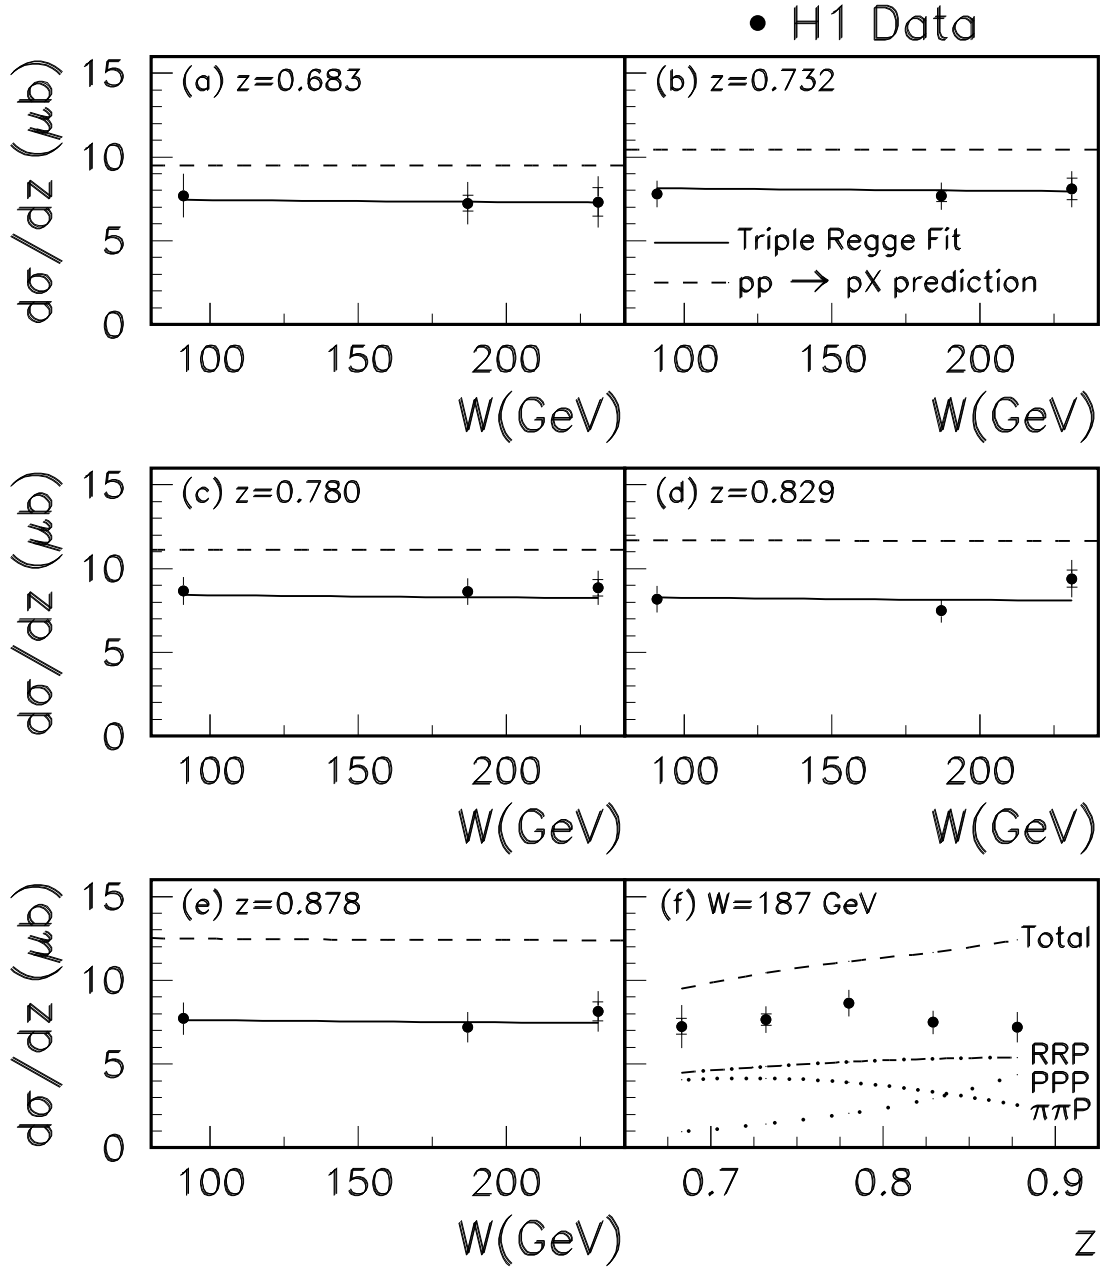 H1 Data
(a) z=0.683
(b) z=0.732
dσ/dz (μb)
15
10
5
0
Triple Regge Fit
pp → pX prediction
100 150 200
100 150 200
W(GeV)
W(GeV)
(c) z=0.780
(d) z=0.829
dσ/dz (μb)
15
10
5
0
100 150 200
100 150 200
W(GeV)
W(GeV)
(e) z=0.878
(f) W=187 GeV
dσ/dz (μb)
15
10
5
0
Total
RRP
PPP
ππP
100 150 200
0.7 0.8 0.9
W(GeV)
z